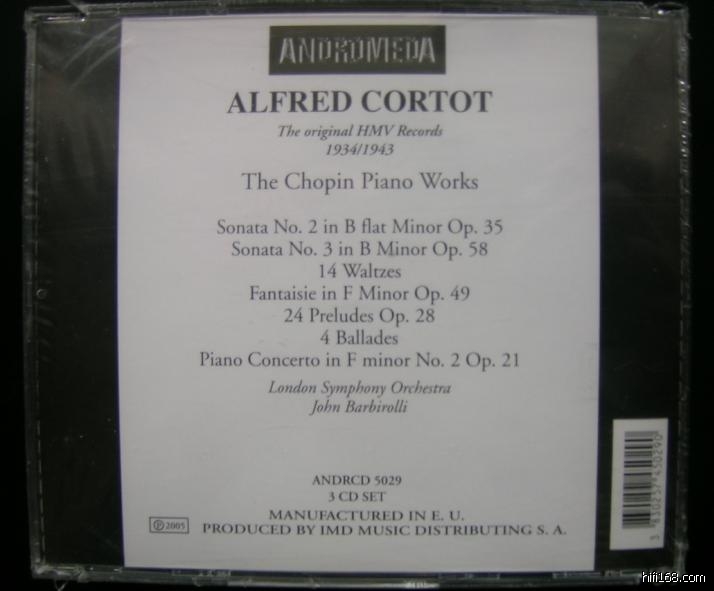 ANDROMEDA
ALFRED CORTOT
The original HMV Records
1934/1943
The Chopin Piano Works
Sonata No. 2 in B flat Minor Op. 35
Sonata No. 3 in B Minor Op. 58
14 Waltzes
Fantaisie in F Minor Op. 49
24 Preludes Op. 28
4 Ballades
Piano Concerto in F minor No. 2 Op. 21
London Symphony Orchestra
John Barbirolli
ANDRCD 5029
3 CD SET
MANUFACTURED IN E. U.
℗ 2005
PRODUCED BY IMD MUSIC DISTRIBUTING S. A.
3 830257 450290
hifi168.com